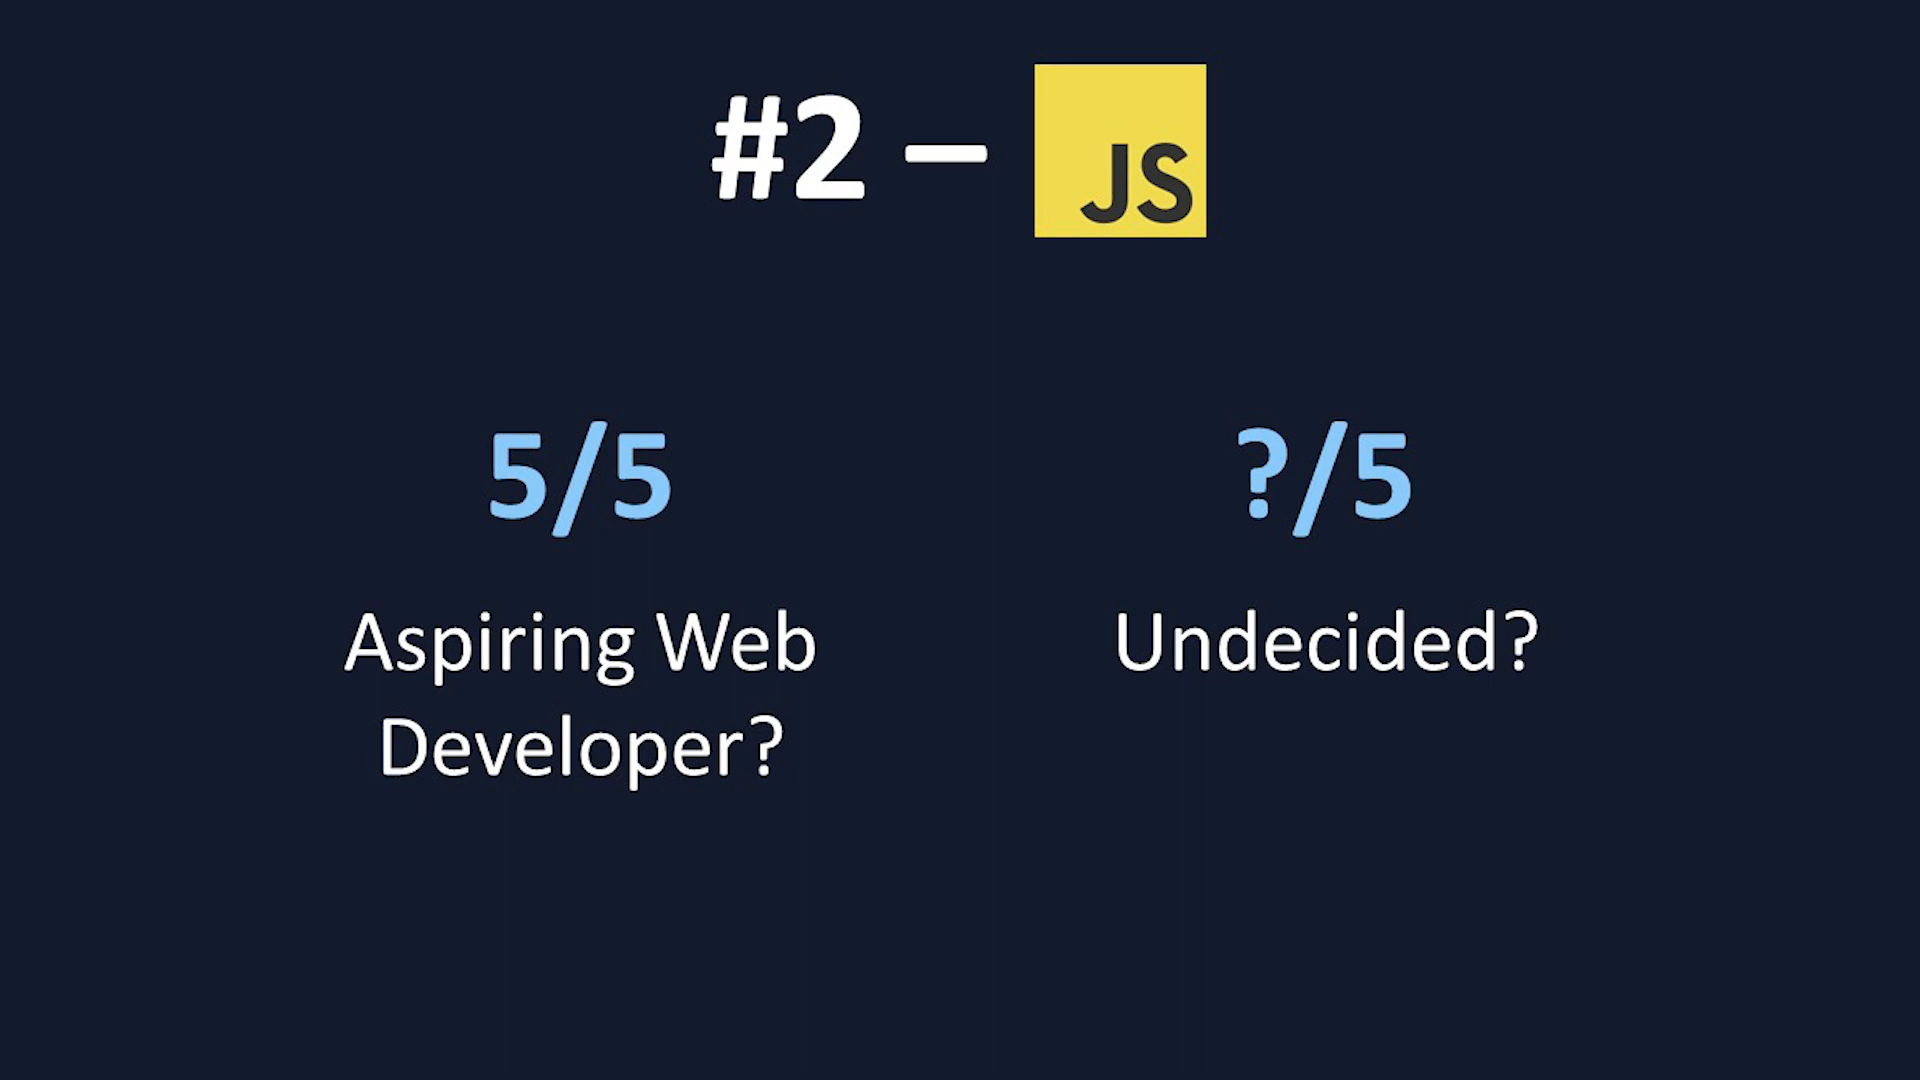 #2 – JS
5/5
Aspiring Web
Developer?
?/5
Undecided?